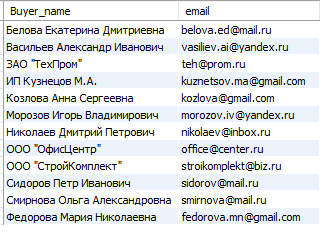 Buyer_name email
Белова Екатерина Дмитриевна belova.ed@mail.ru
Васильев Александр Иванович vasiliev.ai@yandex.ru
ЗАО "ТехПром" teh@prom.ru
ИП Кузнецов М.А. kuznetsov.ma@gmail.com
Козлова Анна Сергеевна kozlova@gmail.com
Морозов Игорь Владимирович morozov.iv@yandex.ru
Николаев Дмитрий Петрович nikolaev@inbox.ru
ООО "ОфисЦентр" office@center.ru
ООО "СтройКомплект" stroikomplekt@biz.ru
Сидоров Петр Иванович sidorov@mail.ru
Смирнова Ольга Александровна smirnova@mail.ru
Федорова Мария Николаевна fedorova.mn@gmail.com